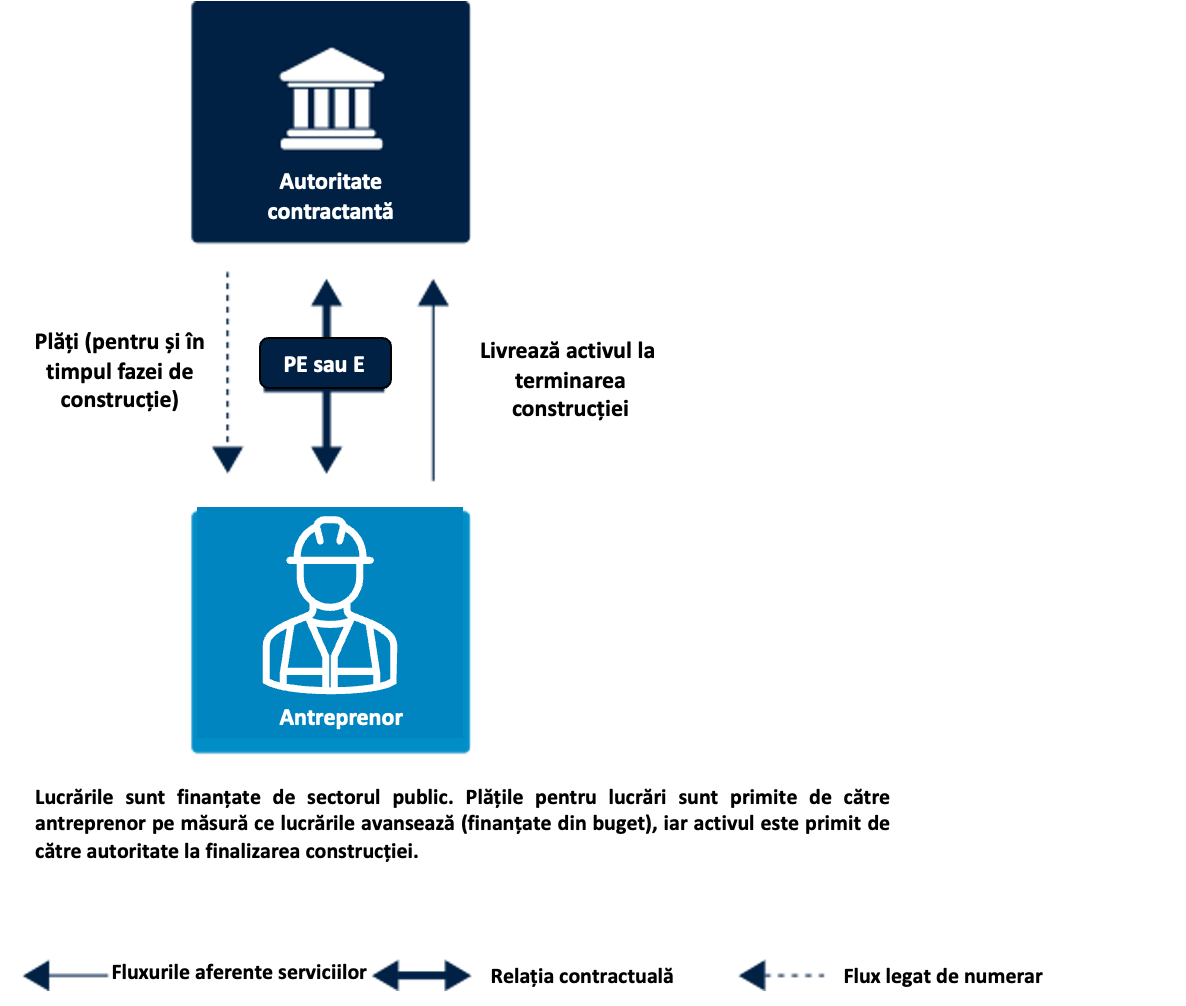 Autoritate
contractantă
Plăți (pentru și în
timpul fazei de
construcție)
PE sau E
Livrează activul la
terminarea
construcției
Antreprenor
Lucrările sunt finanțate de sectorul public. Plățile pentru lucrări sunt primite de către
antreprenor pe măsură ce lucrările avansează (finanțate din buget), iar activul este primit de
către autoritate la finalizarea construcției.
Fluxurile aferente serviciilor
Relația contractuală
Flux legat de numerar